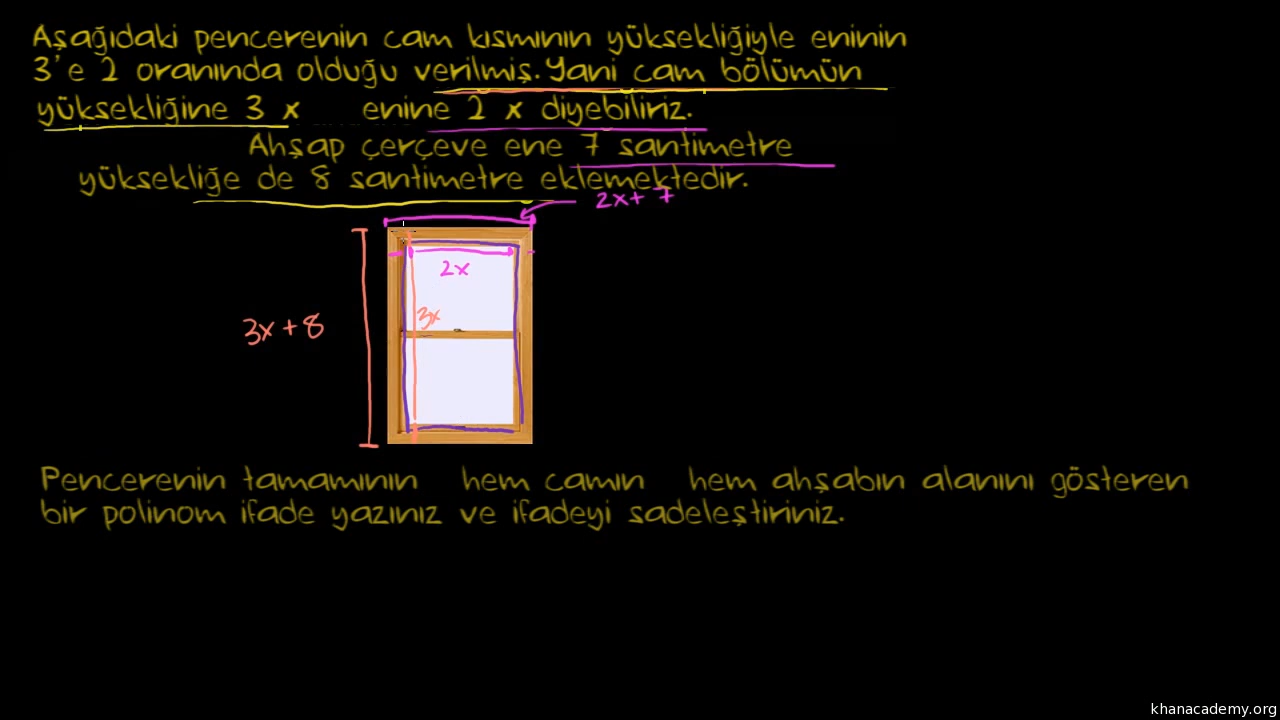 Aşağıdaki pencerenin cam kısmının yüksekliğiyle eninin
3'e 2 oranında olduğu verilmiş. Yani cam bölümün
yüksekliğine 3 x enine 2 x diyebiliriz.
Ahşap çerçeve ene 7 santimetre
yüksekliğe de 8 santimetre eklemektedir.
2x+ 7
2x
3x
3x + 8
Pencerenin tamamının hem camın hem ahşabın alanını gösteren
bir polinom ifade yazınız ve ifadeyi sadeleştiriniz.
khanacademy.org